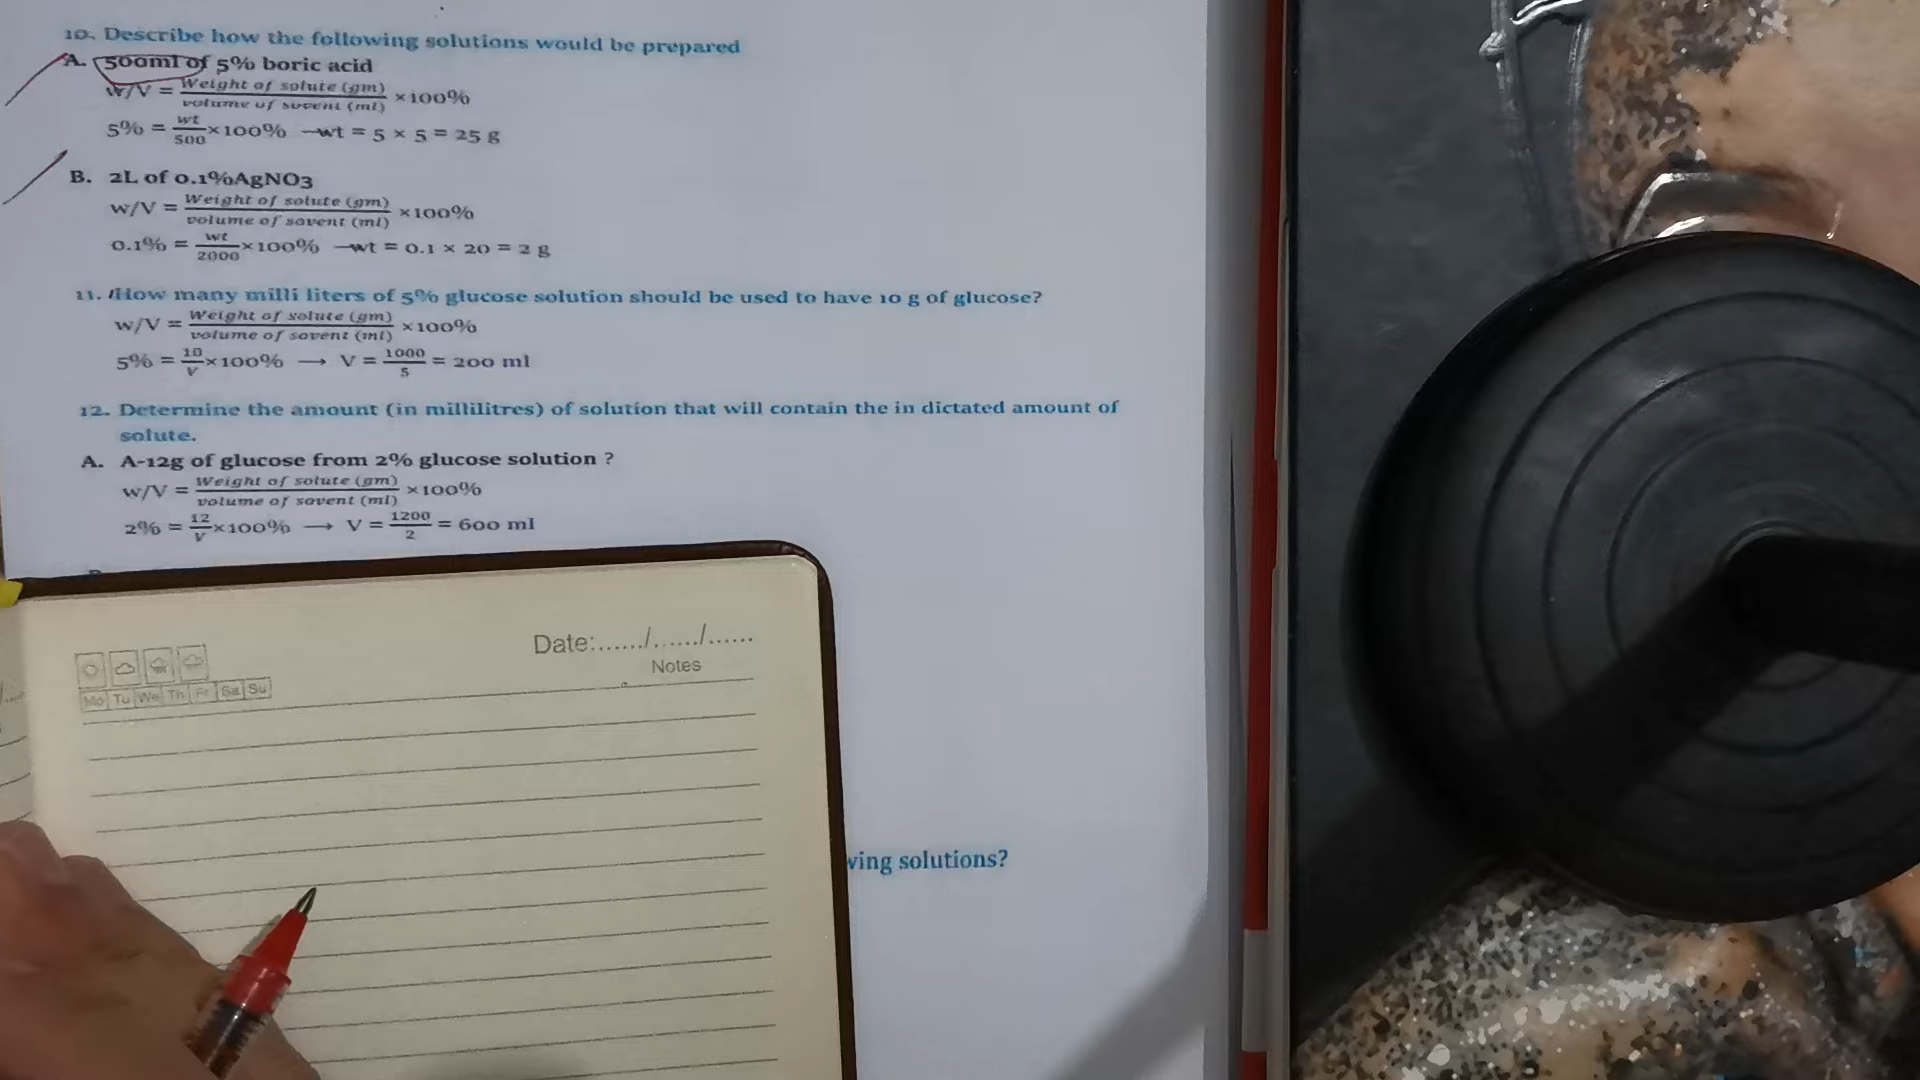 10. Describe how the following solutions would be prepared
A. 500ml of 5% boric acid
w/V = Weight of solute (gm) / volume of sovent (ml) ×100%
5% = wt / 500 ×100% →wt = 5 × 5 = 25 g
B. 2L of 0.1%AgNO3
w/V = Weight of solute (gm) / volume of sovent (ml) ×100%
0.1% = wt / 2000 ×100% →wt = 0.1 × 20 = 2 g
11. How many milli liters of 5% glucose solution should be used to have 10 g of glucose?
w/V = Weight of solute (gm) / volume of sovent (ml) ×100%
5% = 10 / V ×100% → V = 1000 / 5 = 200 ml
12. Determine the amount (in millilitres) of solution that will contain the in dictated amount of
solute.
A. A-12g of glucose from 2% glucose solution ?
w/V = Weight of solute (gm) / volume of sovent (ml) ×100%
2% = 12 / V ×100% → V = 1200 / 2 = 600 ml
Date:....../....../......
Notes
Mo Tu We Th Fr Sa Su
wing solutions?